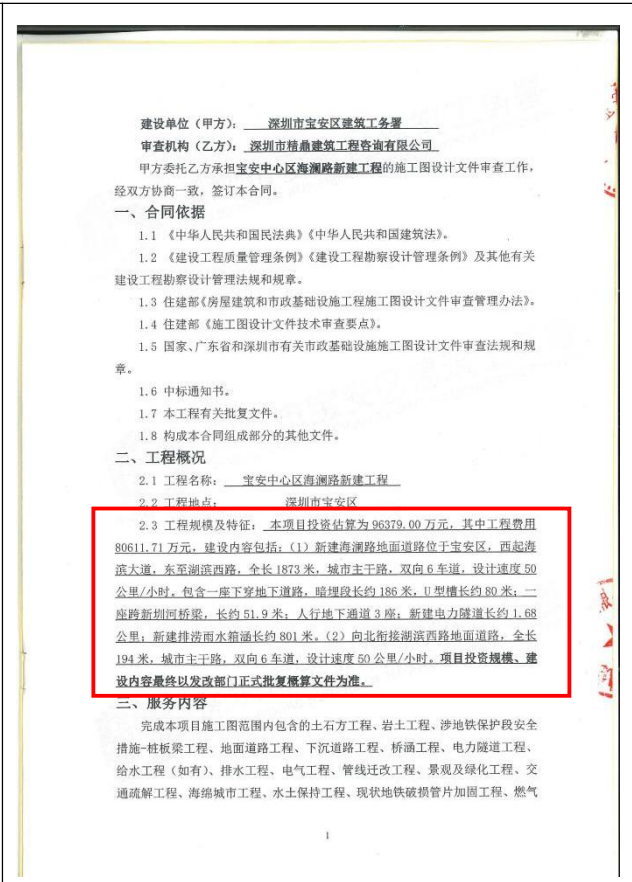 建设单位（甲方）：深圳市宝安区建筑工务署
审查机构（乙方）：深圳市精鼎建筑工程咨询有限公司
甲方委托乙方承担宝安中心区海澜路新建工程的施工图设计文件审查工作，
经双方协商一致，签订本合同。
一、合同依据
1.1 《中华人民共和国民法典》《中华人民共和国建筑法》。
1.2 《建设工程质量管理条例》《建设工程勘察设计管理条例》及其他有关
建设工程勘察设计管理法规和规章。
1.3 住建部《房屋建筑和市政基础设施工程施工图设计文件审查管理办法》。
1.4 住建部《施工图设计文件技术审查要点》。
1.5 国家、广东省和深圳市有关市政基础设施施工图设计文件审查法规和规
章。
1.6 中标通知书。
1.7 本工程有关批复文件。
1.8 构成本合同组成部分的其他文件。
二、工程概况
2.1 工程名称：宝安中心区海澜路新建工程
2.2 工程地点：深圳市宝安区
2.3 工程规模及特征：本项目投资估算为 96379.00 万元，其中工程费用
80611.71 万元，建设内容包括：（1）新建海澜路地面道路位于宝安区，西起海
滨大道，东至湖滨西路，全长 1873 米，城市主干路，双向 6 车道，设计速度 50
公里/小时。包含一座下穿地下道路，暗埋段长约 186 米，U 型槽长约 80 米；一
座跨新圳河桥梁，长约 51.9 米；人行地下通道 3 座；新建电力隧道长约 1.68
公里；新建排涝雨水箱涵长约 801 米。（2）向北衔接湖滨西路地面道路，全长
194 米，城市主干路，双向 6 车道，设计速度 50 公里/小时。项目投资规模、建
设内容最终以发改部门正式批复概算文件为准。
三、服务内容
完成本项目施工图范围内包含的土石方工程、岩土工程、涉地铁保护段安全
措施-桩板梁工程、地面道路工程、下沉道路工程、桥涵工程、电力隧道工程、
给水工程（如有）、排水工程、电气工程、管线迁改工程、景观及绿化工程、交
通疏解工程、海绵城市工程、水土保持工程、现状地铁破损管片加固工程、燃气
1